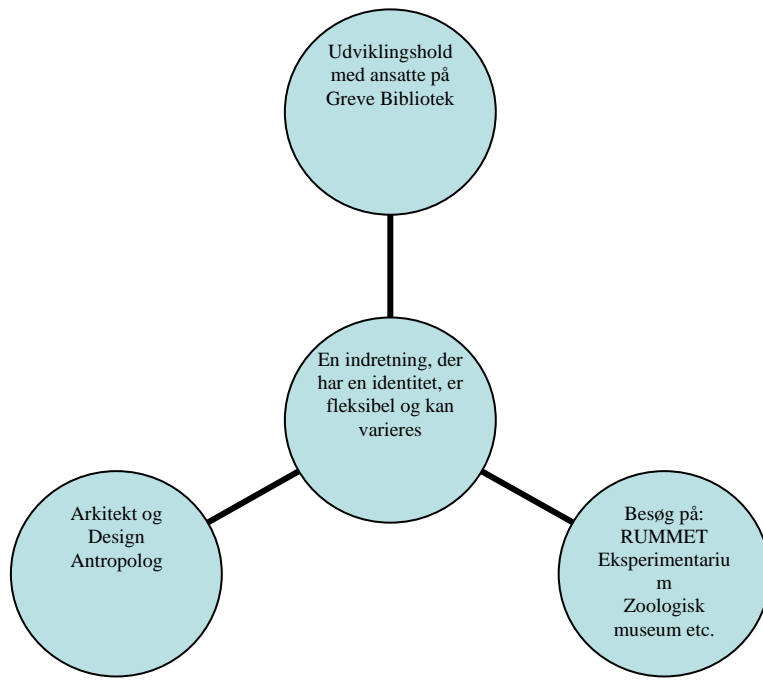 Udviklingshold
med ansatte på
Greve Bibliotek
En indretning, der
har en identitet, er
fleksibel og kan
varieres
Arkitekt og
Design
Antropolog
Besøg på:
RUMMET
Eksperimentariu
m
Zoologisk
museum etc.